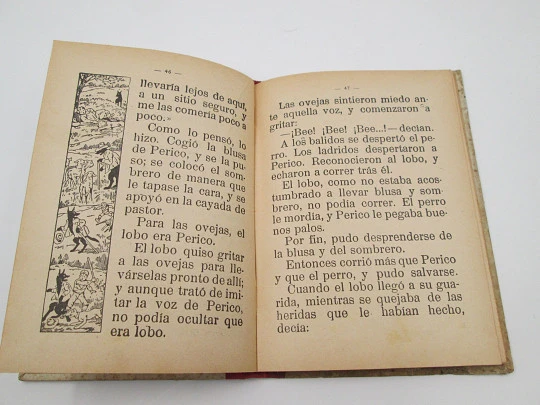 — 46 —
llevaría lejos de aquí,
a un sitio seguro, y
me las comería poco a
poco.»
Como lo pensó, lo
hizo. Cogió la blusa
de Perico, y se la pu-
so; se colocó el som-
brero de manera que
le tapase la cara, y se
apoyó en la cayada de
pastor.
Para las ovejas, el
lobo era Perico.
El lobo quiso gritar
a las ovejas para lle-
várselas pronto de allí;
y aunque trató de imi-
tar la voz de Perico,
no podía ocultar que
era lobo.
— 47 —
Las ovejas sintieron miedo an-
te aquella voz, y comenzaron a
gritar:
—¡Bee! ¡Bee! ¡Bee...!— decían.
A los balidos se despertó el pe-
rro. Los ladridos despertaron a
Perico. Reconocieron al lobo, y
echaron a correr tras él.
El lobo, como no estaba acos-
tumbrado a llevar blusa y som-
brero, no podía correr. El perro
le mordía, y Perico le pegaba bue-
nos palos.
Por fin, pudo desprenderse de
la blusa y del sombrero.
Entonces corrió más que Perico
y que el perro, y pudo salvarse.
Cuando el lobo llegó a su gua-
rida, mientras se quejaba de las
heridas que le habían hecho,
decía: